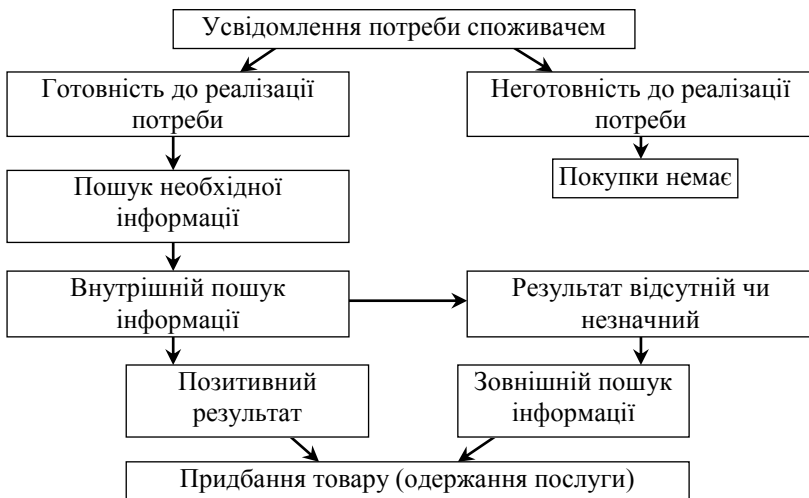 Усвідомлення потреби споживачем
Готовність до реалізації
потреби
Неготовність до реалізації
потреби
Покупки немає
Пошук необхідної
інформації
Внутрішній пошук
інформації
Результат відсутній чи
незначний
Позитивний
результат
Зовнішній пошук
інформації
Придбання товару (одержання послуги)